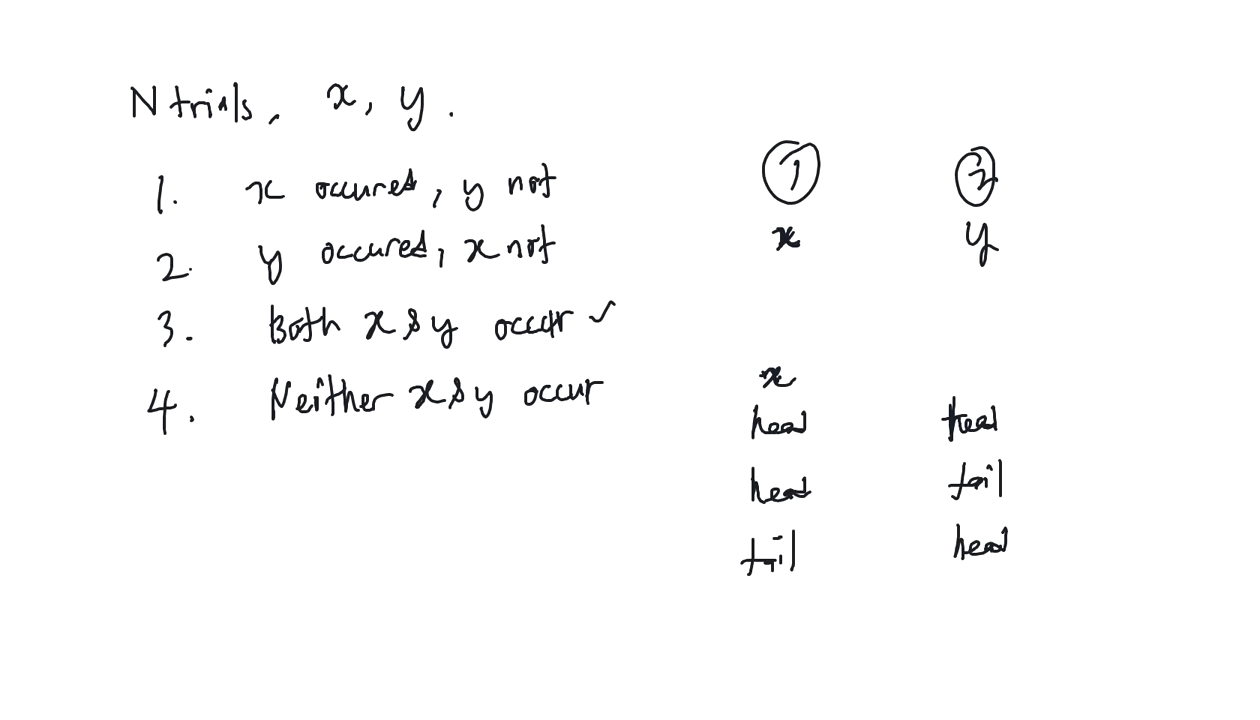 N trials, x, y.
1. x occured, y not
2. y occured, x not
3. Both x & y occur ✓
4. Neither x & y occur
1 2
x y
x
head head
head tail
tail head